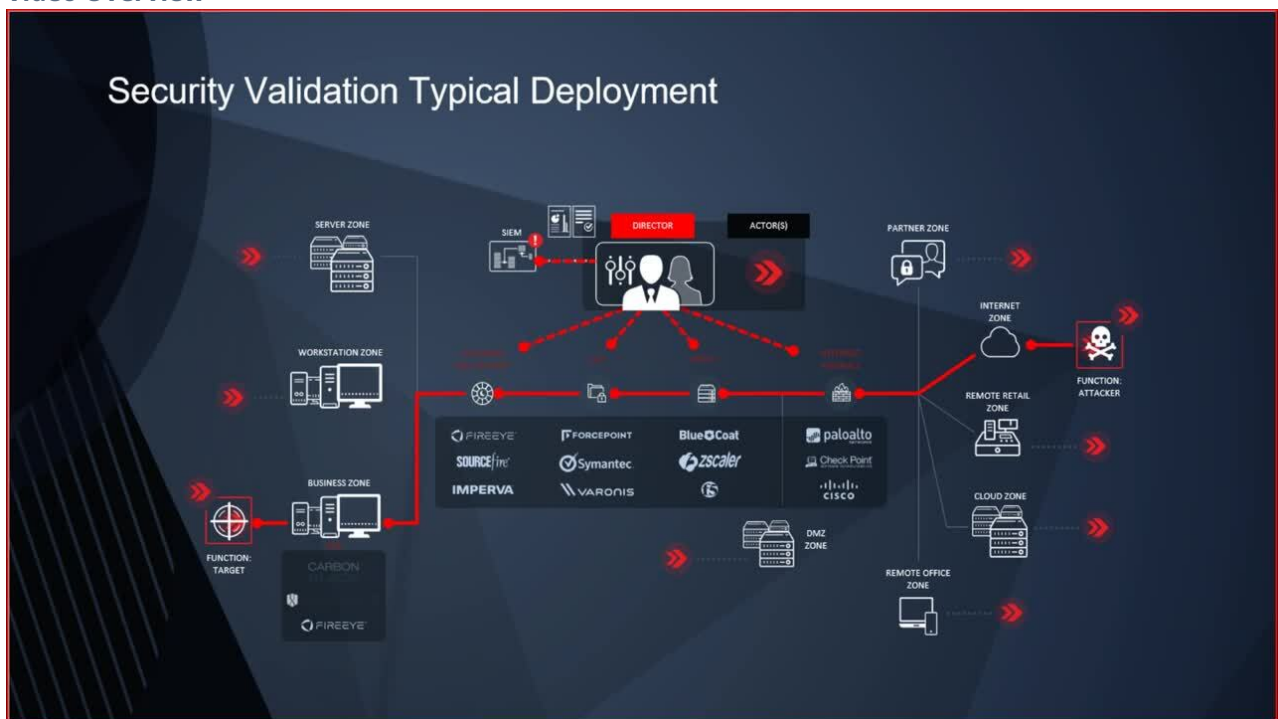 Security Validation Typical Deployment
SERVER ZONE
SIEM
!
DIRECTOR
ACTOR(S)
PARTNER ZONE
INTERNET
ZONE
WORKSTATION ZONE
FUNCTION:
ATTACKER
REMOTE RETAIL
ZONE
FIREEYE
FORCEPOINT
Blue Coat
paloalto
SOURCEfire
Symantec
zscaler
Check Point
IMPERVA
VARONIS
f5
CISCO
BUSINESS ZONE
CLOUD ZONE
DMZ
ZONE
FUNCTION:
TARGET
CARBON
FIREEYE
REMOTE OFFICE
ZONE